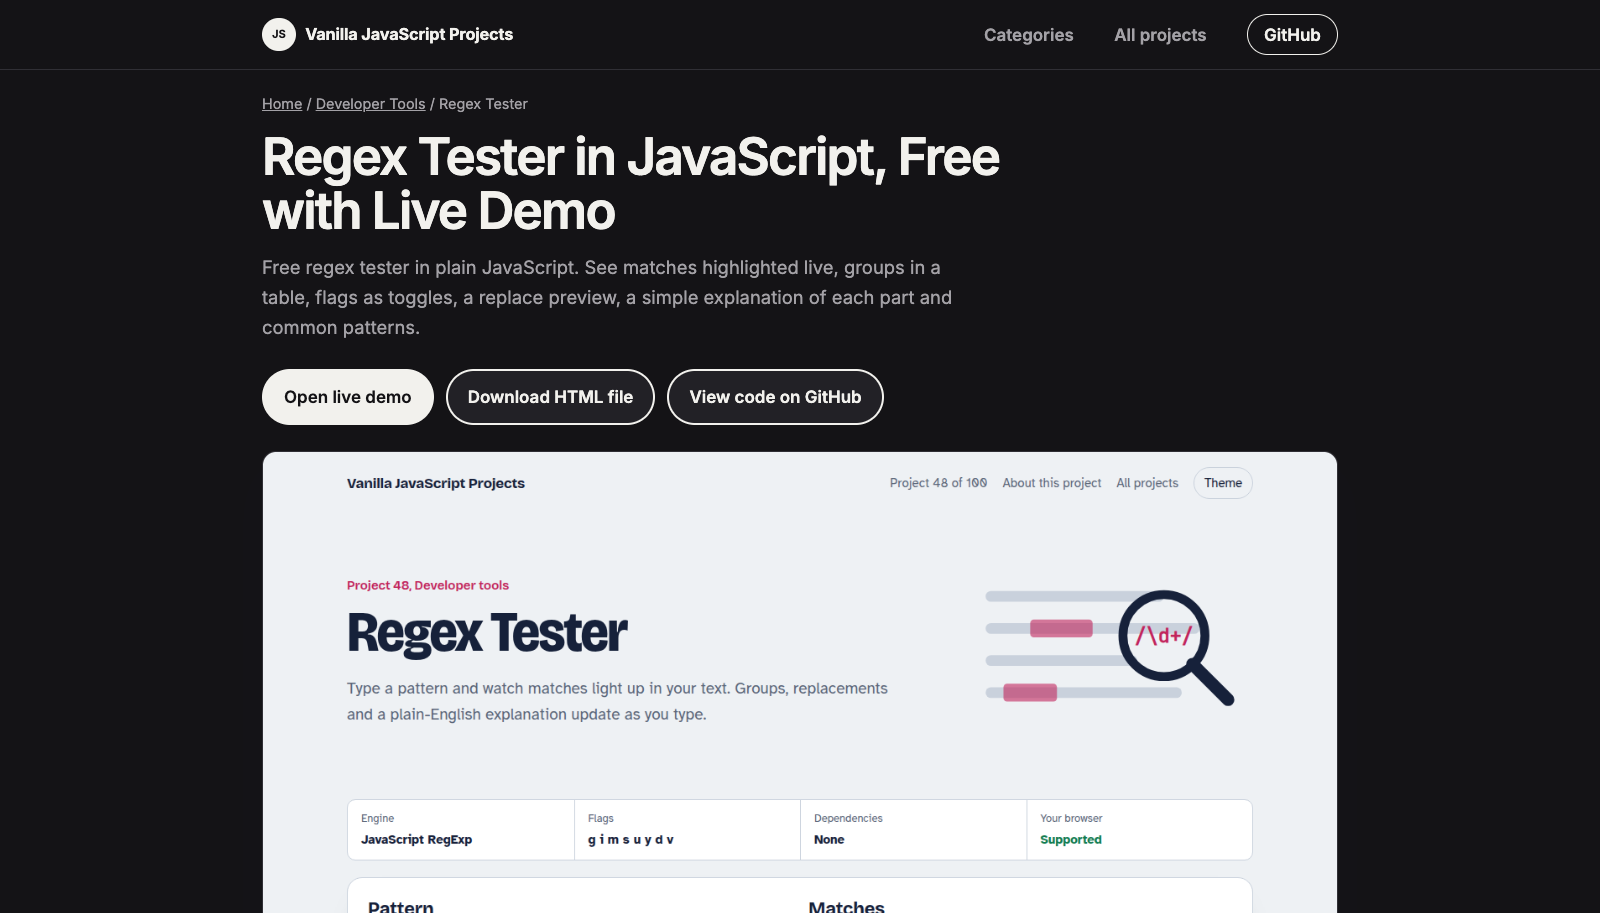 JS
Vanilla JavaScript Projects
Categories
All projects
GitHub
Home / Developer Tools / Regex Tester
Regex Tester in JavaScript, Free
with Live Demo
Free regex tester in plain JavaScript. See matches highlighted live, groups in a
table, flags as toggles, a replace preview, a simple explanation of each part and
common patterns.
Open live demo
Download HTML file
View code on GitHub
Vanilla JavaScript Projects
Project 48 of 100
About this project
All projects
Theme
Project 48, Developer tools
Regex Tester
Type a pattern and watch matches light up in your text. Groups, replacements
and a plain-English explanation update as you type.
/\d+/
Engine
JavaScript RegExp
Flags
g i m s u y d v
Dependencies
None
Your browser
Supported
Pattern
Matches